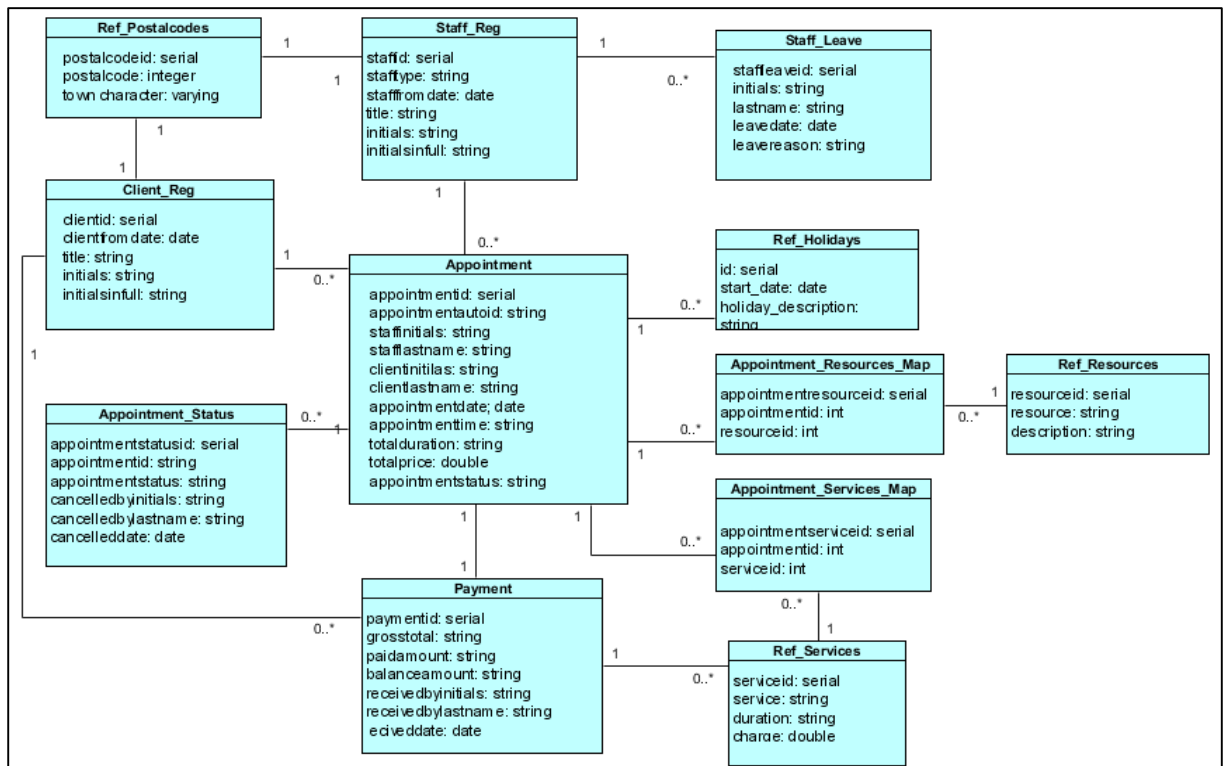 Ref_Postalcodes
postalcodeid: serial
postalcode: integer
town character: varying
1
1
Staff_Reg
staffid: serial
stafftype: string
stafffromdate: date
title: string
initials: string
initialsinfull: string
1
0..*
Staff_Leave
staffleaveid: serial
initials: string
lastname: string
leavedate: date
leavereason: string
1
1
Client_Reg
clientid: serial
clientfromdate: date
title: string
initials: string
initialsinfull: string
1
0..*
1
0..*
Appointment
appointmentid: serial
appointmentautoid: string
staffinitials: string
stafflastname: string
clientinitilas: string
clientlastname: string
appointmentdate; date
appointmenttime: string
totalduration: string
totalprice: double
appointmentstatus: string
Ref_Holidays
id: serial
start_date: date
holiday_description:
string
0..*
1
Appointment_Resources_Map
appointmentresourceid: serial
appointmentid: int
resourceid: int
0..*
1
1
0..*
Ref_Resources
resourceid: serial
resource: string
description: string
1
Appointment_Status
appointmentstatusid: serial
appointmentid: string
appointmentstatus: string
cancelledbyinitials: string
cancelledbylastname: string
cancelleddate: date
0..*
1
Appointment_Services_Map
appointmentserviceid: serial
appointmentid: int
serviceid: int
1
0..*
1
1
Payment
paymentid: serial
grosstotal: string
paidamount: string
balanceamount: string
receivedbyinitials: string
receivedbylastname: string
eciveddate: date
0..*
0..*
1
1
0..*
Ref_Services
serviceid: serial
service: string
duration: string
charge: double